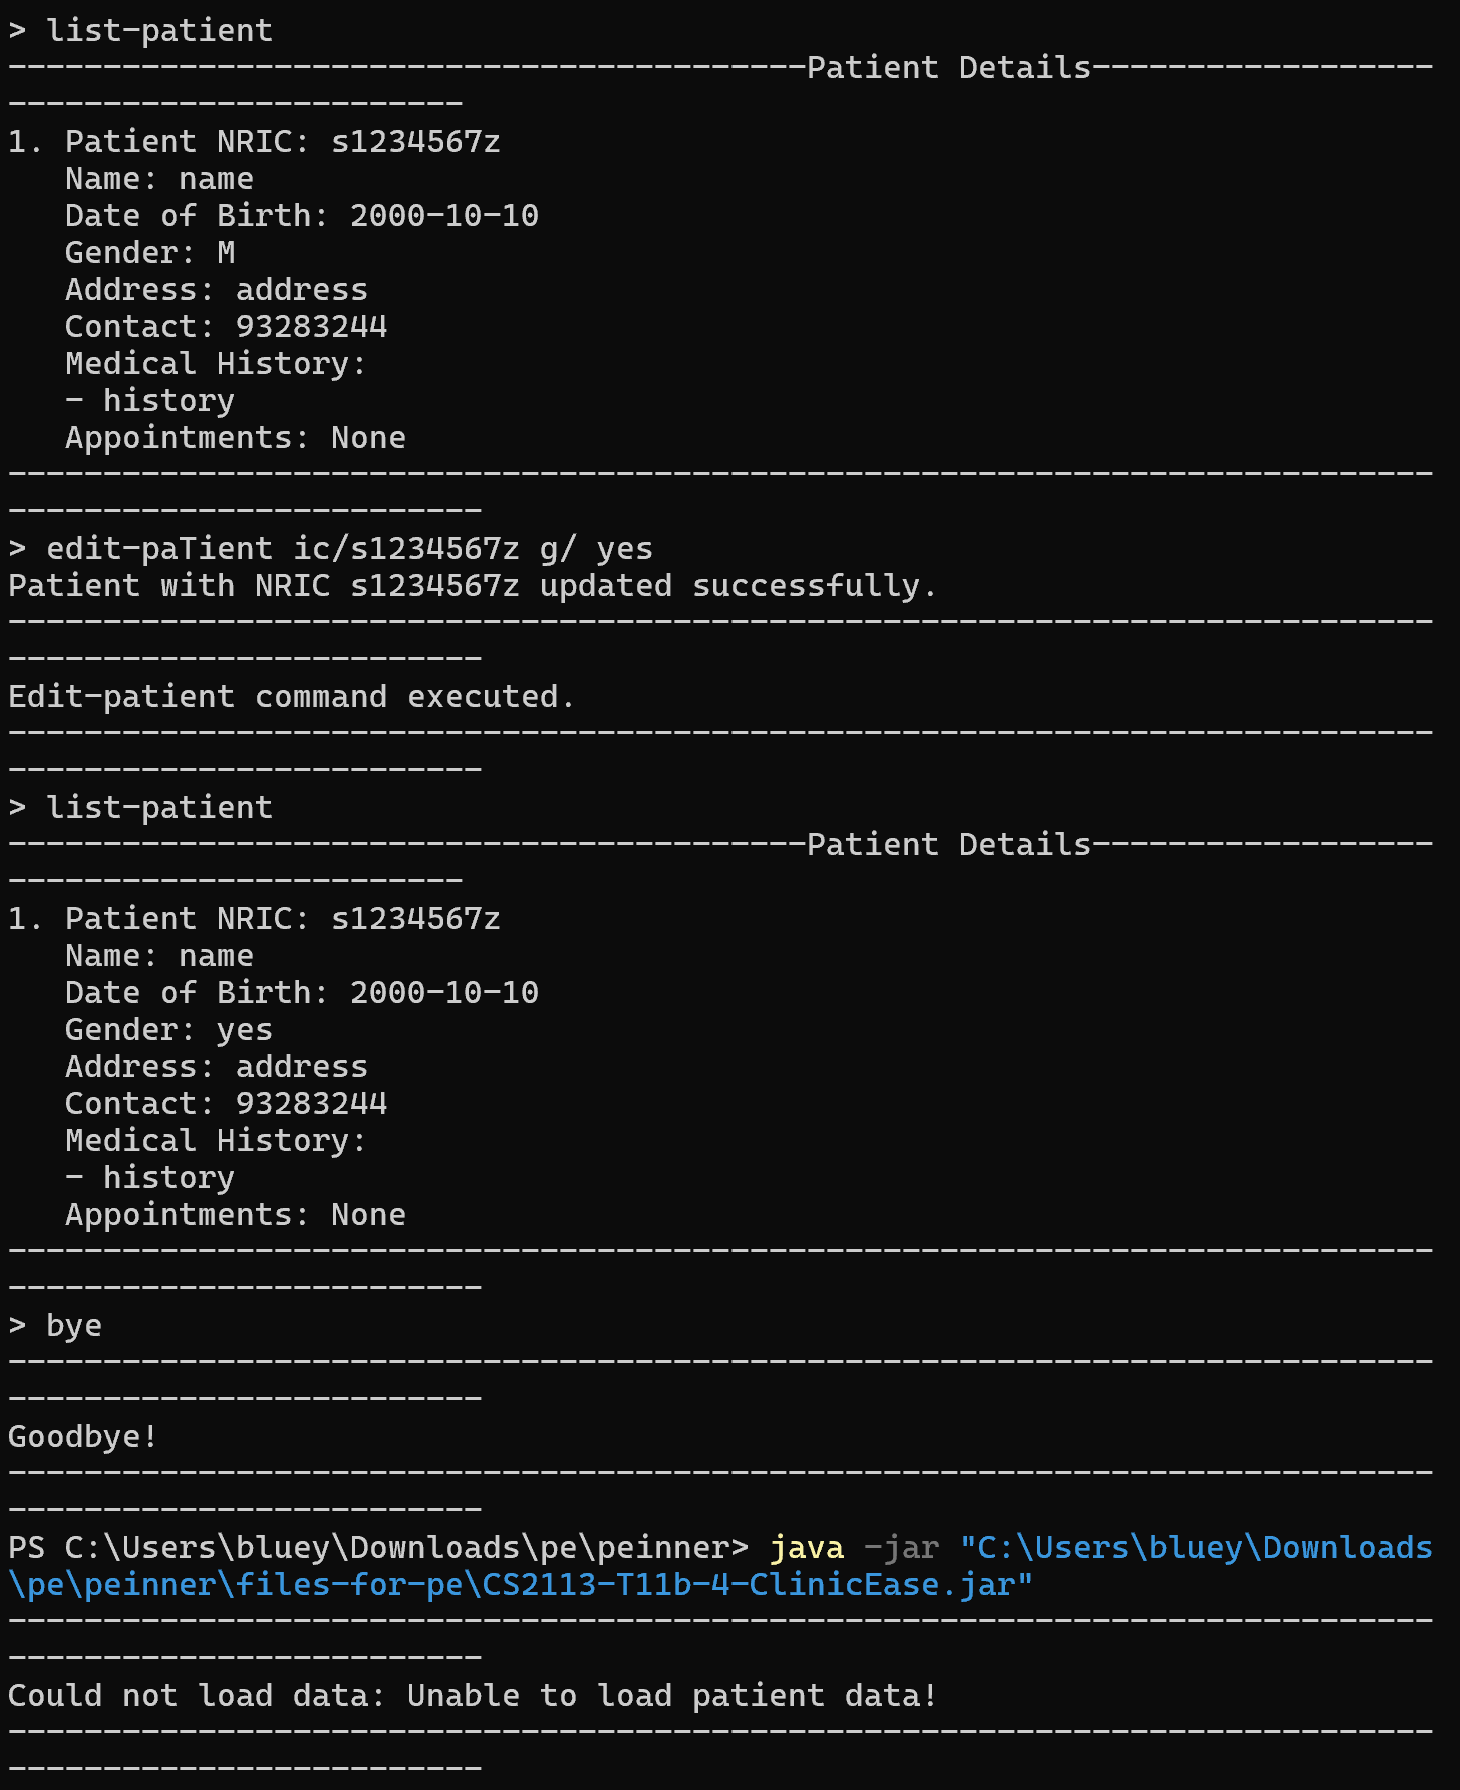 > list-patient
------------------------------------------Patient Details------------------
------------------------
1. Patient NRIC: s1234567z
   Name: name
   Date of Birth: 2000-10-10
   Gender: M
   Address: address
   Contact: 93283244
   Medical History:
   - history
   Appointments: None
---------------------------------------------------------------------------
-------------------------
> edit-paTient ic/s1234567z g/ yes
Patient with NRIC s1234567z updated successfully.
---------------------------------------------------------------------------
-------------------------
Edit-patient command executed.
---------------------------------------------------------------------------
-------------------------
> list-patient
------------------------------------------Patient Details------------------
------------------------
1. Patient NRIC: s1234567z
   Name: name
   Date of Birth: 2000-10-10
   Gender: yes
   Address: address
   Contact: 93283244
   Medical History:
   - history
   Appointments: None
---------------------------------------------------------------------------
-------------------------
> bye
---------------------------------------------------------------------------
-------------------------
Goodbye!
---------------------------------------------------------------------------
-------------------------
PS C:\Users\bluey\Downloads\pe\peinner> java -jar "C:\Users\bluey\Downloads
\pe\peinner\files-for-pe\CS2113-T11b-4-ClinicEase.jar"
---------------------------------------------------------------------------
-------------------------
Could not load data: Unable to load patient data!
---------------------------------------------------------------------------
-------------------------